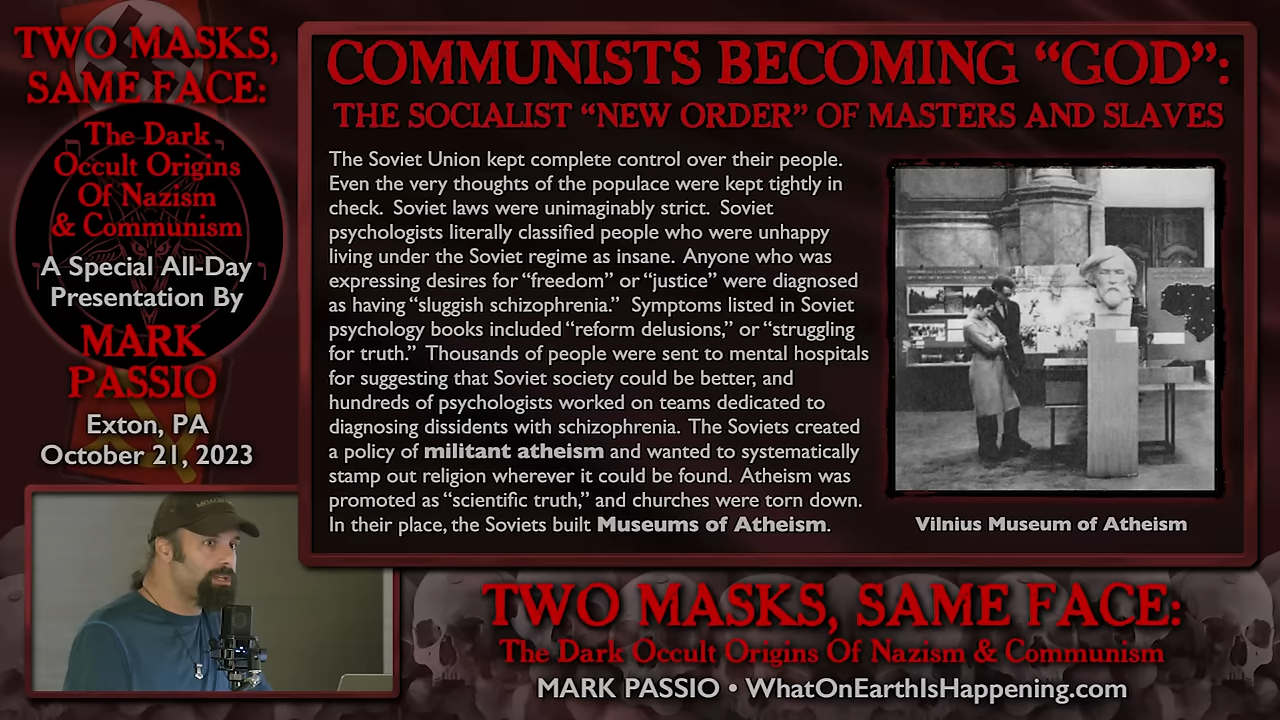 TWO MASKS,
SAME FACE:
The Dark
Occult Origins
Of Nazism
& Communism
A Special All-Day
Presentation By
MARK
PASSIO
Exton, PA
October 21, 2023
COMMUNISTS BECOMING “GOD”:
THE SOCIALIST “NEW ORDER” OF MASTERS AND SLAVES
The Soviet Union kept complete control over their people.
Even the very thoughts of the populace were kept tightly in
check. Soviet laws were unimaginably strict. Soviet
psychologists literally classified people who were unhappy
living under the Soviet regime as insane. Anyone who was
expressing desires for “freedom” or “justice” were diagnosed
as having “sluggish schizophrenia.” Symptoms listed in Soviet
psychology books included “reform delusions,” or “struggling
for truth.” Thousands of people were sent to mental hospitals
for suggesting that Soviet society could be better, and
hundreds of psychologists worked on teams dedicated to
diagnosing dissidents with schizophrenia. The Soviets created
a policy of militant atheism and wanted to systematically
stamp out religion wherever it could be found. Atheism was
promoted as “scientific truth,” and churches were torn down.
In their place, the Soviets built Museums of Atheism.
Vilnius Museum of Atheism
TWO MASKS, SAME FACE:
The Dark Occult Origins Of Nazism & Communism
MARK PASSIO • WhatOnEarthIsHappening.com